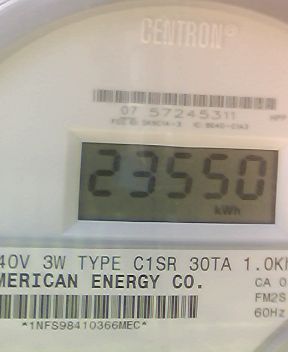 CENTRON®
07 57245311
23550
kWh
40V 3W TYPE C1SR 30TA 1.0K
MERICAN ENERGY CO.
CA 0
FM2S
60Hz
*1NFS98410366MEC*